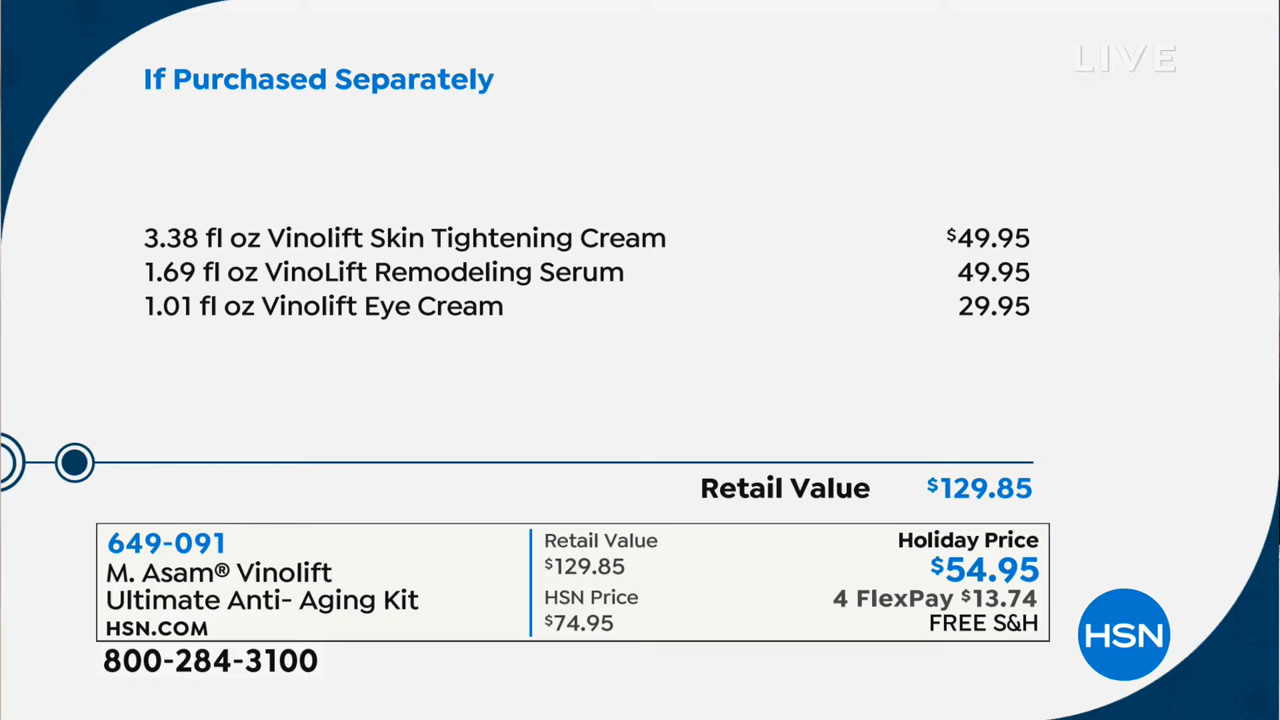 LIVE
If Purchased Separately
3.38 fl oz Vinolift Skin Tightening Cream $49.95
1.69 fl oz VinoLift Remodeling Serum 49.95
1.01 fl oz Vinolift Eye Cream 29.95
Retail Value $129.85
649-091
M. Asam® Vinolift
Ultimate Anti- Aging Kit
HSN.COM
Retail Value
$129.85
HSN Price
$74.95
Holiday Price
$54.95
4 FlexPay $13.74
FREE S&H
800-284-3100
HSN